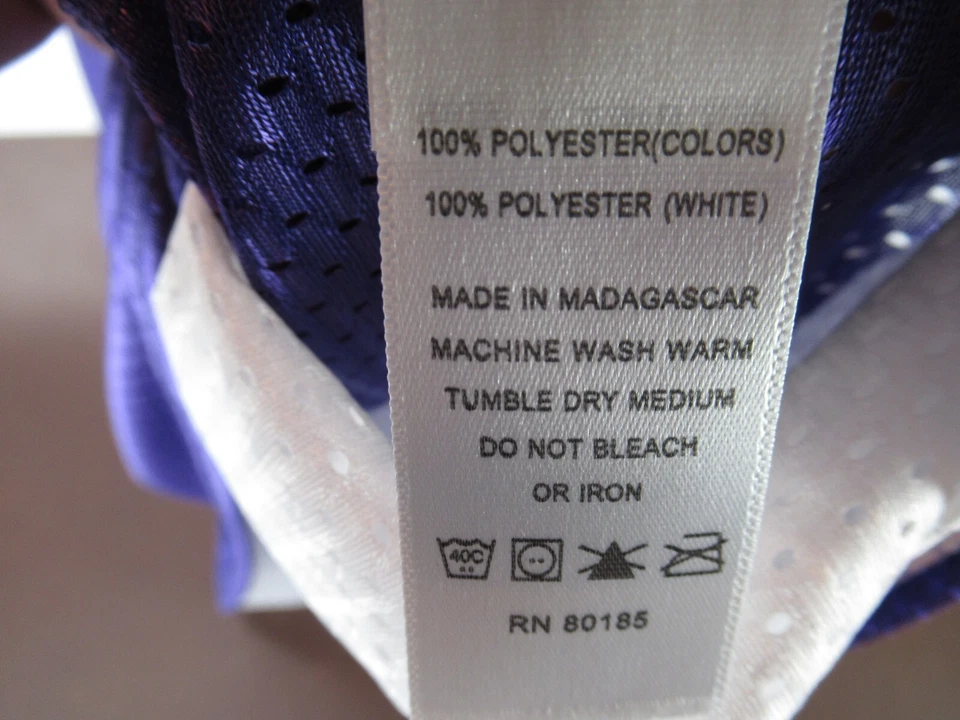 100% POLYESTER(COLORS)
100% POLYESTER (WHITE)
MADE IN MADAGASCAR
MACHINE WASH WARM
TUMBLE DRY MEDIUM
DO NOT BLEACH
OR IRON
40C
RN 80185